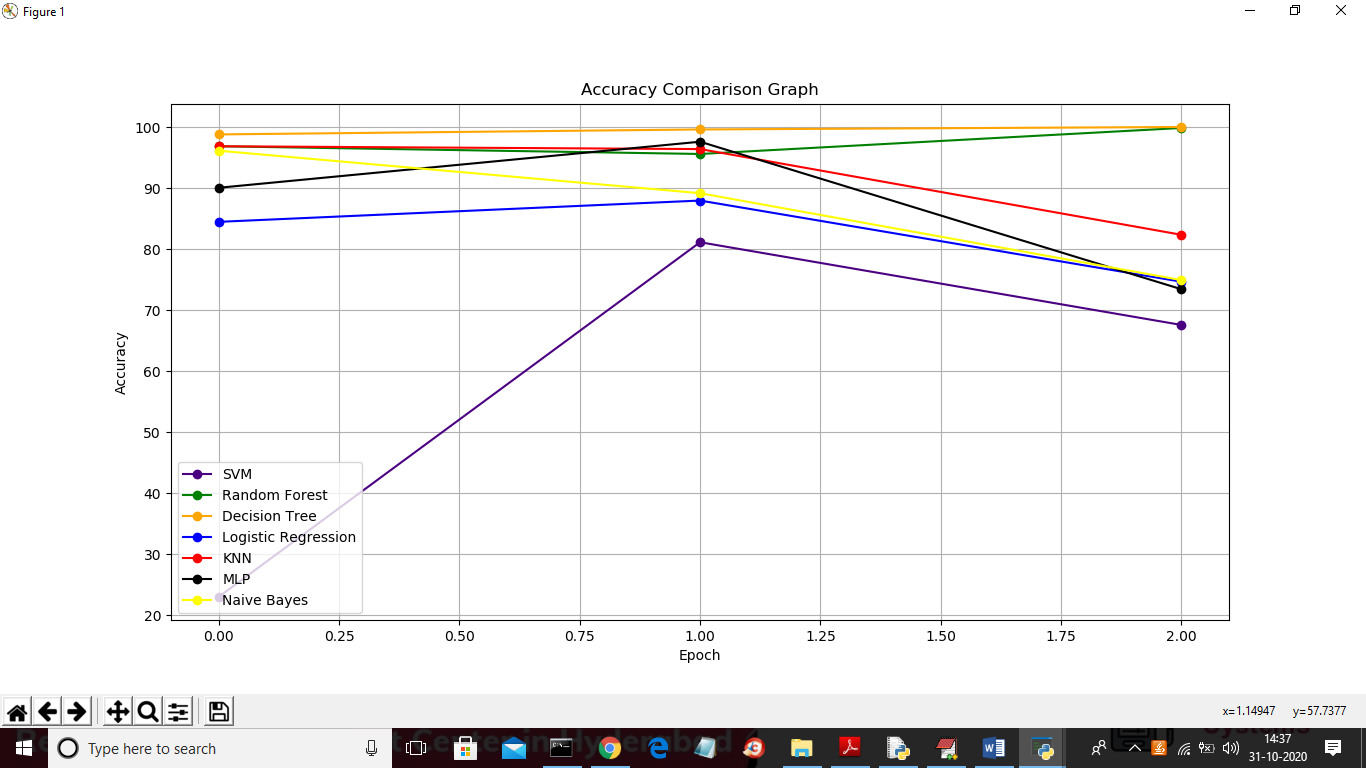 Figure 1
Accuracy Comparison Graph
100
90
80
70
60
50
40
30
20
Accuracy
SVM
Random Forest
Decision Tree
Logistic Regression
KNN
MLP
Naive Bayes
0.00 0.25 0.50 0.75 1.00 1.25 1.50 1.75 2.00
Epoch
x=1.14947 y=57.7377
Type here to search
14:37
31-10-2020